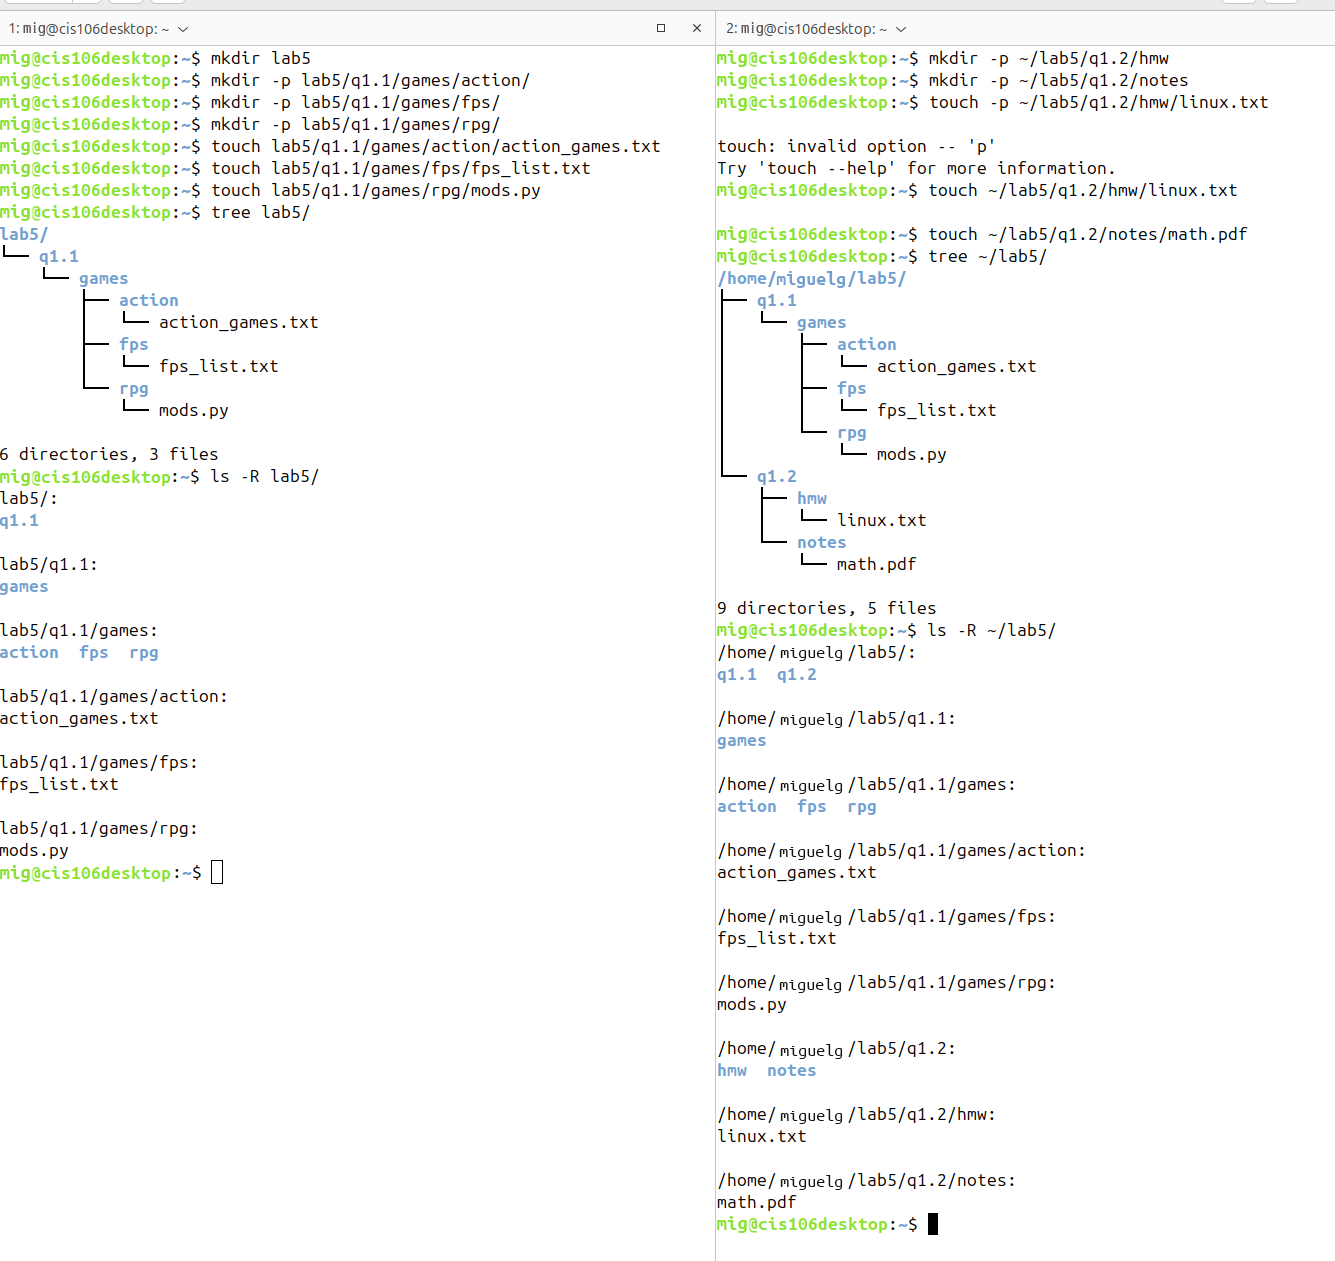 1: mig@cis106desktop: ~
mig@cis106desktop:~$ mkdir lab5
mig@cis106desktop:~$ mkdir -p lab5/q1.1/games/action/
mig@cis106desktop:~$ mkdir -p lab5/q1.1/games/fps/
mig@cis106desktop:~$ mkdir -p lab5/q1.1/games/rpg/
mig@cis106desktop:~$ touch lab5/q1.1/games/action/action_games.txt
mig@cis106desktop:~$ touch lab5/q1.1/games/fps/fps_list.txt
mig@cis106desktop:~$ touch lab5/q1.1/games/rpg/mods.py
mig@cis106desktop:~$ tree lab5/
lab5/
└── q1.1
    └── games
        ├── action
        │   └── action_games.txt
        ├── fps
        │   └── fps_list.txt
        └── rpg
            └── mods.py
6 directories, 3 files
mig@cis106desktop:~$ ls -R lab5/
lab5/:
q1.1
lab5/q1.1:
games
lab5/q1.1/games:
action  fps  rpg
lab5/q1.1/games/action:
action_games.txt
lab5/q1.1/games/fps:
fps_list.txt
lab5/q1.1/games/rpg:
mods.py
mig@cis106desktop:~$
2: mig@cis106desktop: ~
mig@cis106desktop:~$ mkdir -p ~/lab5/q1.2/hmw
mig@cis106desktop:~$ mkdir -p ~/lab5/q1.2/notes
mig@cis106desktop:~$ touch -p ~/lab5/q1.2/hmw/linux.txt
touch: invalid option -- 'p'
Try 'touch --help' for more information.
mig@cis106desktop:~$ touch ~/lab5/q1.2/hmw/linux.txt
mig@cis106desktop:~$ touch ~/lab5/q1.2/notes/math.pdf
mig@cis106desktop:~$ tree ~/lab5/
/home/miguelg/lab5/
├── q1.1
│   └── games
│       ├── action
│       │   └── action_games.txt
│       ├── fps
│       │   └── fps_list.txt
│       └── rpg
│           └── mods.py
└── q1.2
    ├── hmw
    │   └── linux.txt
    └── notes
        └── math.pdf
9 directories, 5 files
mig@cis106desktop:~$ ls -R ~/lab5/
/home/miguelg/lab5/:
q1.1  q1.2
/home/miguelg/lab5/q1.1:
games
/home/miguelg/lab5/q1.1/games:
action  fps  rpg
/home/miguelg/lab5/q1.1/games/action:
action_games.txt
/home/miguelg/lab5/q1.1/games/fps:
fps_list.txt
/home/miguelg/lab5/q1.1/games/rpg:
mods.py
/home/miguelg/lab5/q1.2:
hmw  notes
/home/miguelg/lab5/q1.2/hmw:
linux.txt
/home/miguelg/lab5/q1.2/notes:
math.pdf
mig@cis106desktop:~$